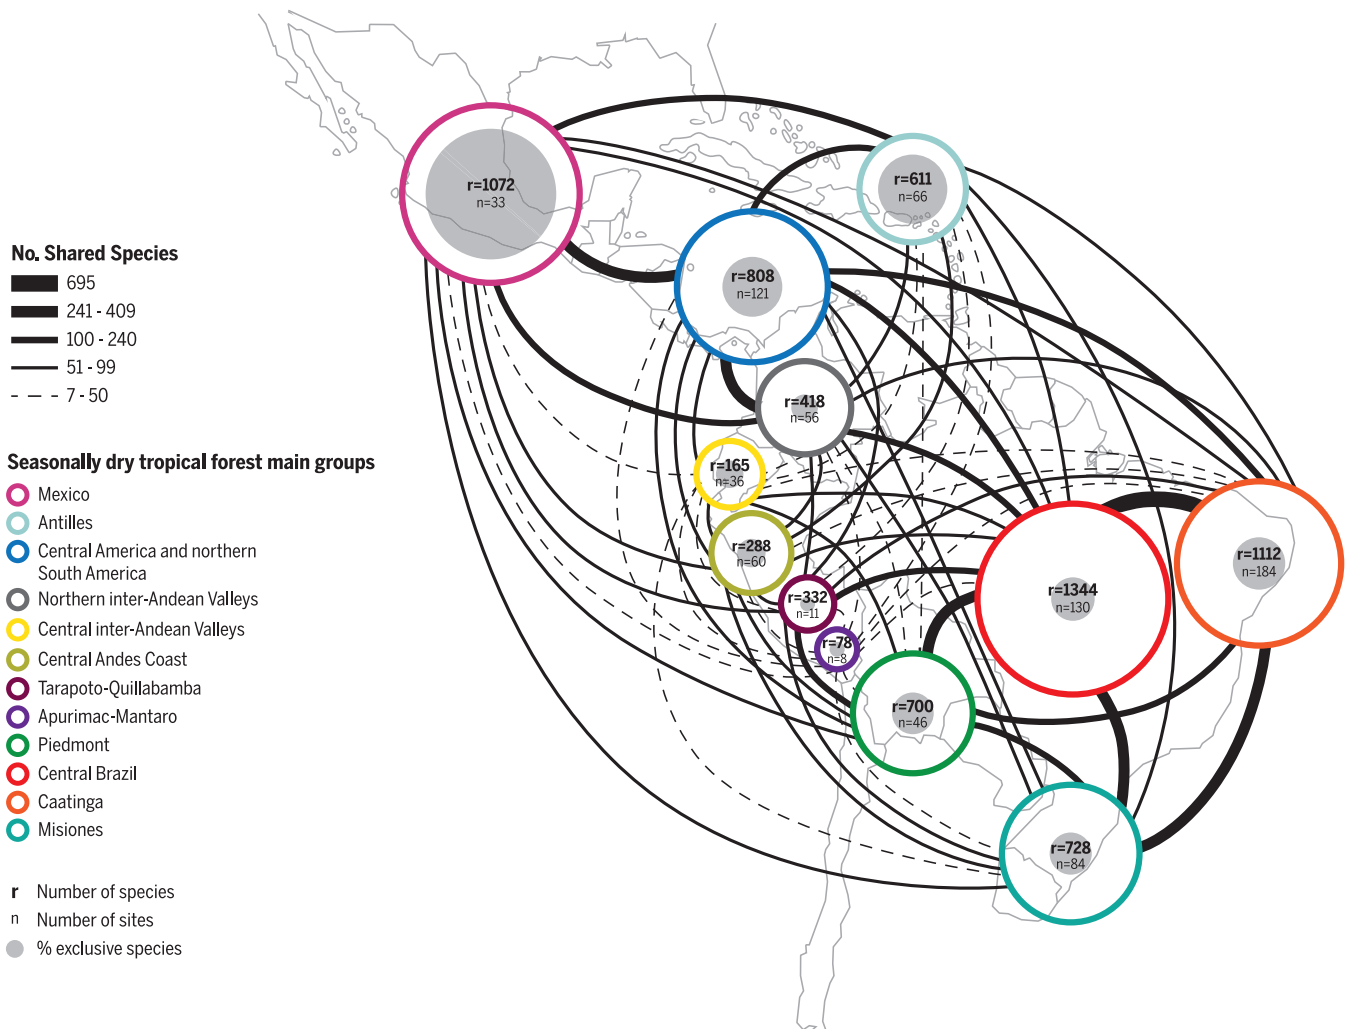 No. Shared Species
695
241 - 409
100 - 240
51 - 99
7 - 50
Seasonally dry tropical forest main groups
Mexico
Antilles
Central America and northern
South America
Northern inter-Andean Valleys
Central inter-Andean Valleys
Central Andes Coast
Tarapoto-Quillabamba
Apurimac-Mantaro
Piedmont
Central Brazil
Caatinga
Misiones
r Number of species
n Number of sites
% exclusive species
r=1072
n=33
r=611
n=66
r=808
n=121
r=418
n=56
r=165
n=36
r=288
n=60
r=332
n=11
r=78
n=8
r=700
n=46
r=1344
n=130
r=1112
n=184
r=728
n=84